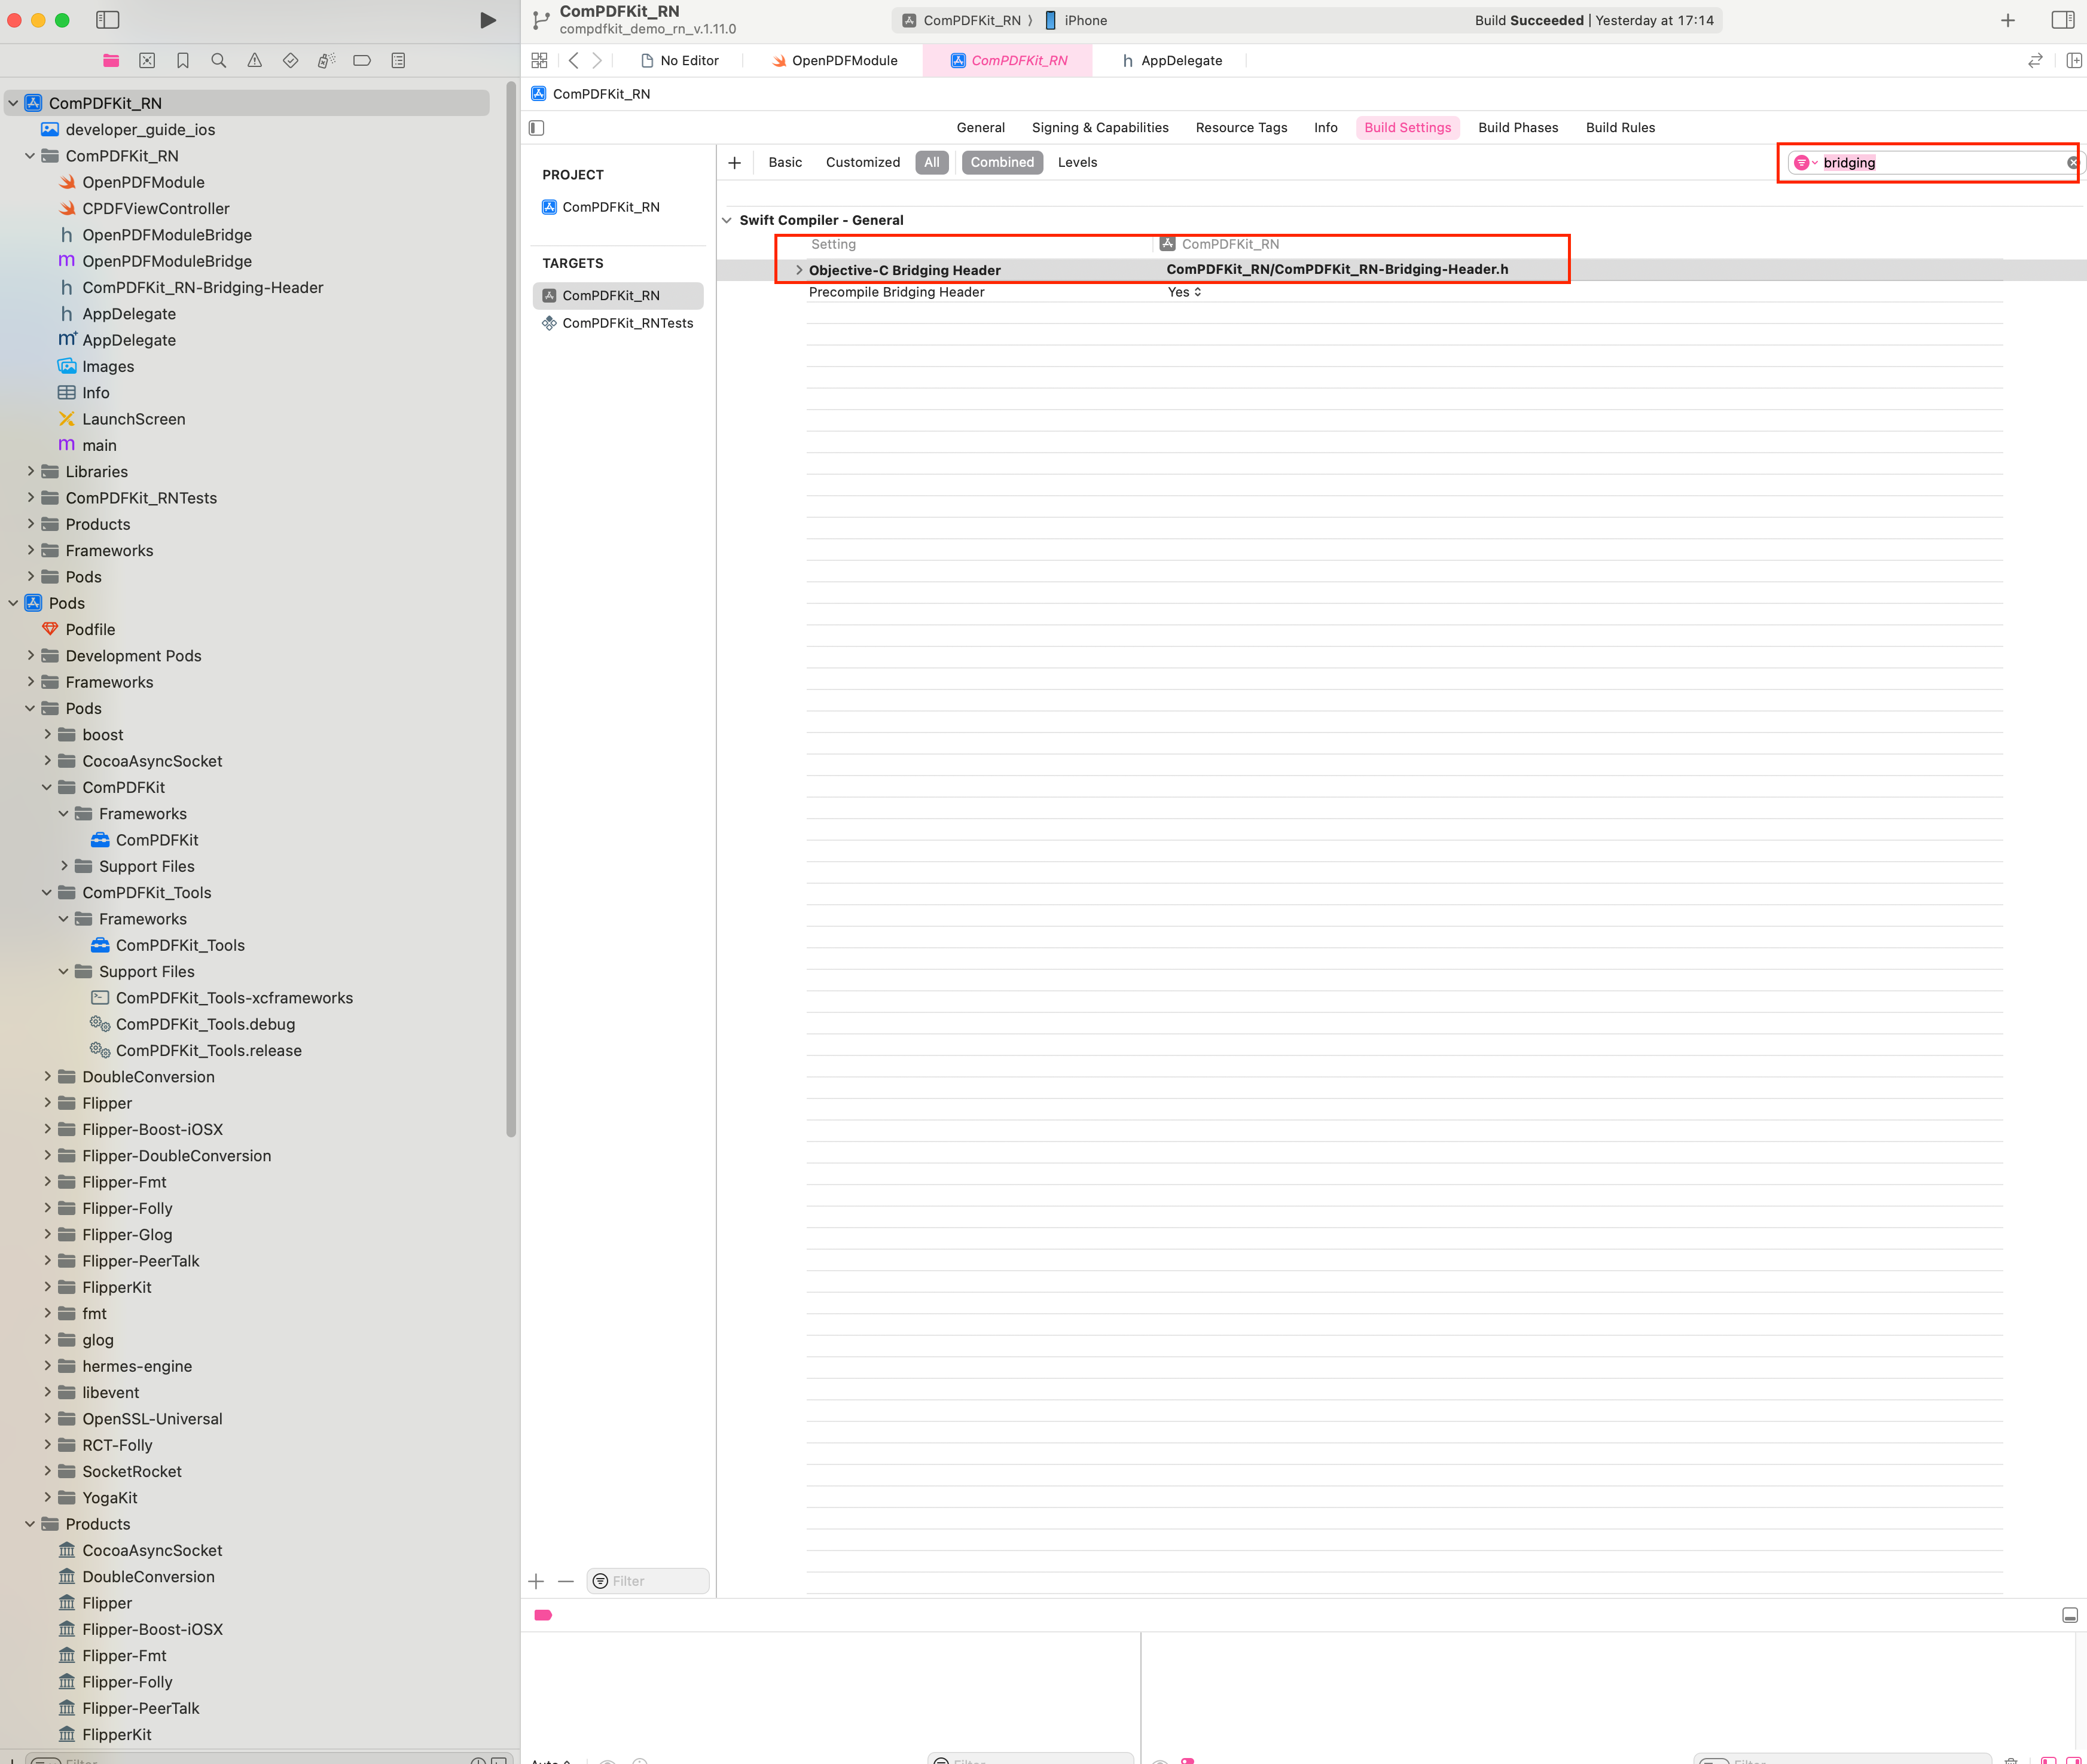 ComPDFKit_RN
compdfkit_demo_rn_v.1.11.0
ComPDFKit_RN 〉 iPhone
Build Succeeded | Yesterday at 17:14
No Editor
OpenPDFModule
ComPDFKit_RN
h AppDelegate
ComPDFKit_RN
General
Signing & Capabilities
Resource Tags
Info
Build Settings
Build Phases
Build Rules
Basic
Customized
All
Combined
Levels
bridging
PROJECT
ComPDFKit_RN
TARGETS
ComPDFKit_RN
ComPDFKit_RNTests
Swift Compiler - General
Setting
ComPDFKit_RN
Objective-C Bridging Header
ComPDFKit_RN/ComPDFKit_RN-Bridging-Header.h
Precompile Bridging Header
Yes
Filter
ComPDFKit_RN
developer_guide_ios
ComPDFKit_RN
OpenPDFModule
CPDFViewController
h OpenPDFModuleBridge
m OpenPDFModuleBridge
h ComPDFKit_RN-Bridging-Header
h AppDelegate
m+ AppDelegate
Images
Info
LaunchScreen
m main
Libraries
ComPDFKit_RNTests
Products
Frameworks
Pods
Pods
Podfile
Development Pods
Frameworks
Pods
boost
CocoaAsyncSocket
ComPDFKit
Frameworks
ComPDFKit
Support Files
ComPDFKit_Tools
Frameworks
ComPDFKit_Tools
Support Files
ComPDFKit_Tools-xcframeworks
ComPDFKit_Tools.debug
ComPDFKit_Tools.release
DoubleConversion
Flipper
Flipper-Boost-iOSX
Flipper-DoubleConversion
Flipper-Fmt
Flipper-Folly
Flipper-Glog
Flipper-PeerTalk
FlipperKit
fmt
glog
hermes-engine
libevent
OpenSSL-Universal
RCT-Folly
SocketRocket
YogaKit
Products
CocoaAsyncSocket
DoubleConversion
Flipper
Flipper-Boost-iOSX
Flipper-Fmt
Flipper-Folly
Flipper-PeerTalk
FlipperKit